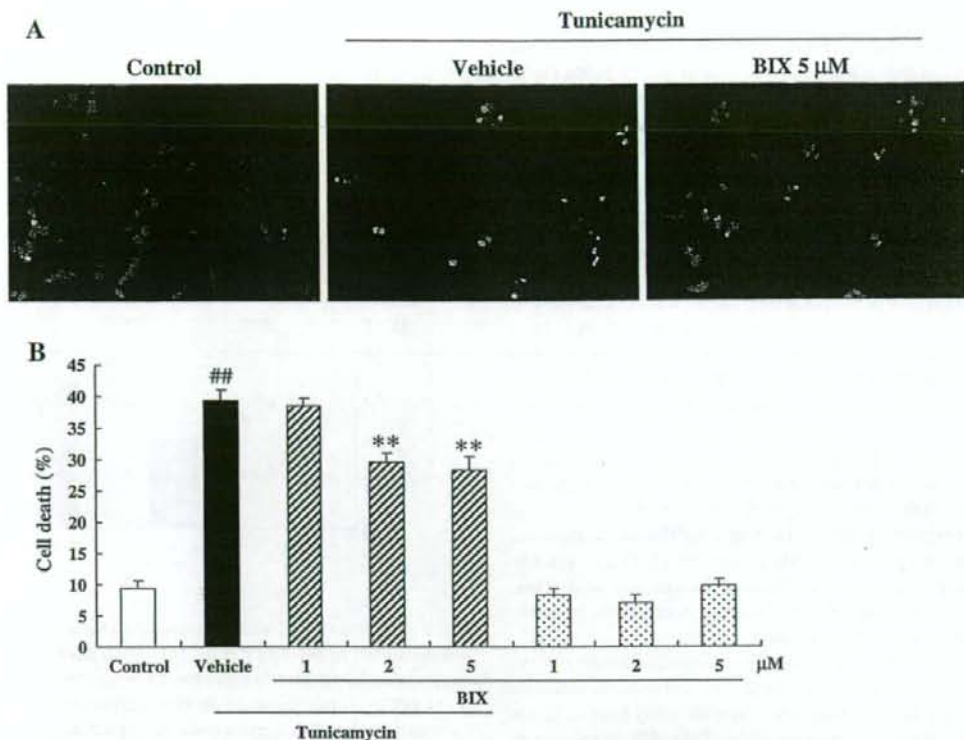 A
Tunicamycin
Control Vehicle BIX 5 μM
B
##
**
**
45
40
35
30
25
20
15
10
5
0
Cell death (%)
Control Vehicle 1 2 5 1 2 5 μM
BIX
Tunicamycin